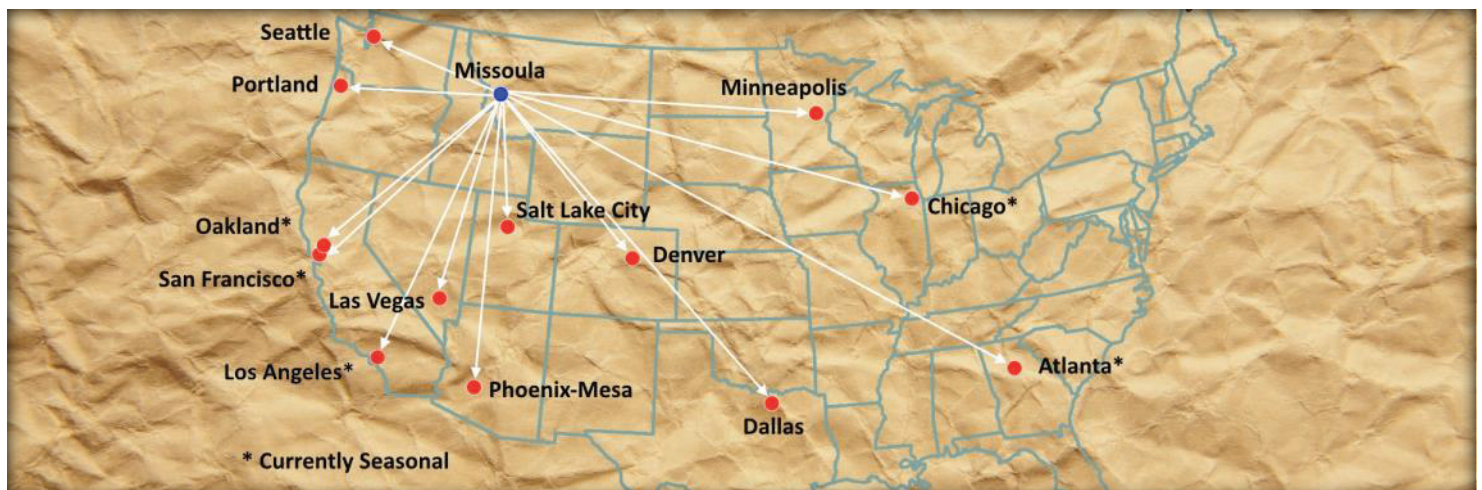 Seattle
Missoula
Portland
Minneapolis
Chicago*
Salt Lake City
Oakland*
Denver
San Francisco*
Las Vegas
Los Angeles*
Atlanta*
Phoenix-Mesa
Dallas
* Currently Seasonal